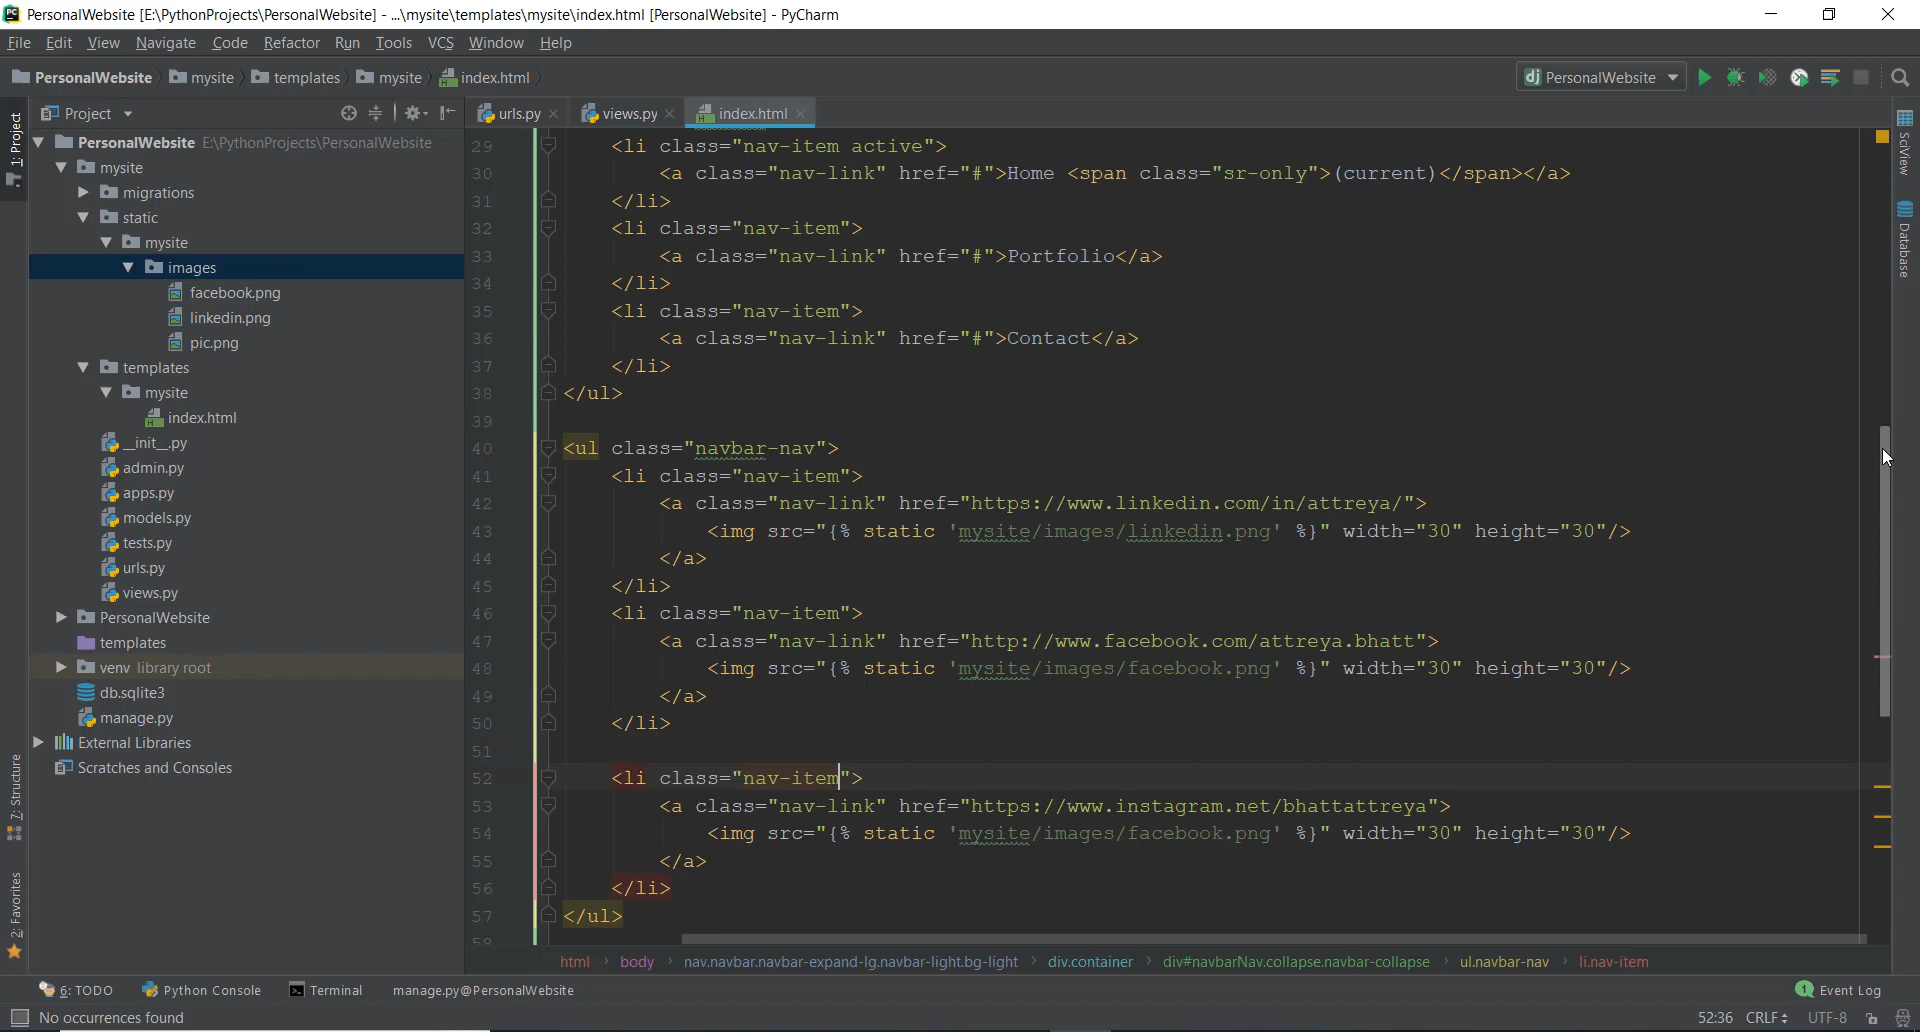 PersonalWebsite [E:\PythonProjects\PersonalWebsite] - ...\mysite\templates\mysite\index.html [PersonalWebsite] - PyCharm
File Edit View Navigate Code Refactor Run Tools VCS Window Help
PersonalWebsite mysite templates mysite index.html
PersonalWebsite
Project
urls.py views.py index.html
1: Project
7: Structure
2: Favorites
PersonalWebsite E:\PythonProjects\PersonalWebsite
mysite
migrations
static
mysite
images
facebook.png
linkedin.png
pic.png
templates
mysite
index.html
__init__.py
admin.py
apps.py
models.py
tests.py
urls.py
views.py
PersonalWebsite
templates
venv library root
db.sqlite3
manage.py
External Libraries
Scratches and Consoles
29 <li class="nav-item active">
30 <a class="nav-link" href="#">Home <span class="sr-only">(current)</span></a>
31 </li>
32 <li class="nav-item">
33 <a class="nav-link" href="#">Portfolio</a>
34 </li>
35 <li class="nav-item">
36 <a class="nav-link" href="#">Contact</a>
37 </li>
38 </ul>
39
40 <ul class="navbar-nav">
41 <li class="nav-item">
42 <a class="nav-link" href="https://www.linkedin.com/in/attreya/">
43 <img src="{% static 'mysite/images/linkedin.png' %}" width="30" height="30"/>
44 </a>
45 </li>
46 <li class="nav-item">
47 <a class="nav-link" href="http://www.facebook.com/attreya.bhatt">
48 <img src="{% static 'mysite/images/facebook.png' %}" width="30" height="30"/>
49 </a>
50 </li>
51
52 <li class="nav-item">
53 <a class="nav-link" href="https://www.instagram.net/bhattattreya">
54 <img src="{% static 'mysite/images/facebook.png' %}" width="30" height="30"/>
55 </a>
56 </li>
57 </ul>
58
SciView
Database
html body nav.navbar.navbar-expand-lg.navbar-light.bg-light div.container div#navbarNav.collapse.navbar-collapse ul.navbar-nav li.nav-item
6: TODO Python Console Terminal manage.py@PersonalWebsite 1 Event Log
No occurrences found 52:36 CRLF UTF-8